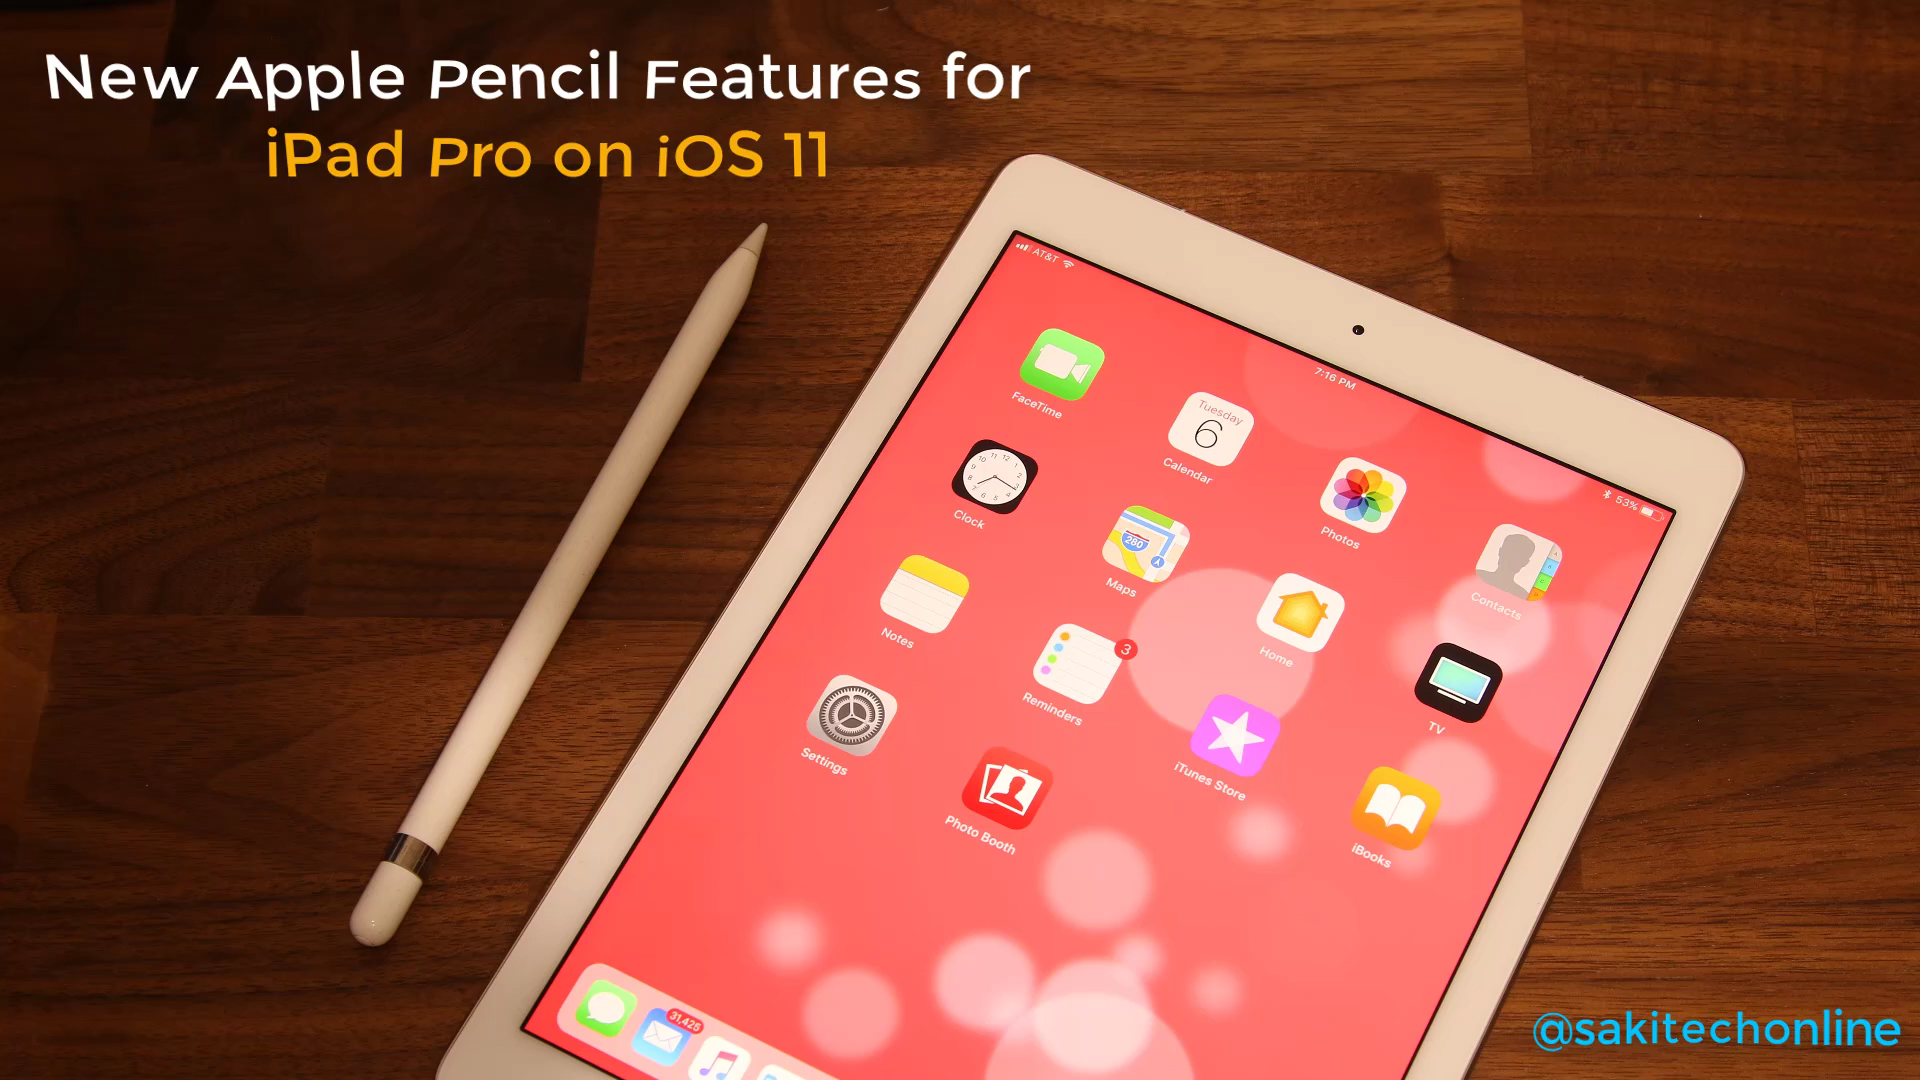 New Apple Pencil Features for
iPad Pro on iOS 11
AT&T
7:16 PM
53%
FaceTime
Tuesday
6
Calendar
Photos
Contacts
Clock
280
Maps
Home
TV
Notes
3
Reminders
iTunes Store
iBooks
Settings
Photo Booth
31,425
@sakitechonline